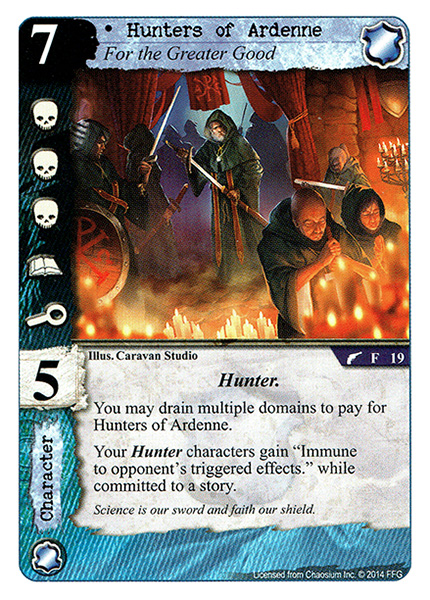 7
• Hunters of Ardenne
For the Greater Good
Illus. Caravan Studio
F 19
5
Hunter.
You may drain multiple domains to pay for
Hunters of Ardenne.
Your Hunter characters gain “Immune
to opponent’s triggered effects.” while
committed to a story.
Science is our sword and faith our shield.
Character
Licensed from Chaosium Inc. © 2014 FFG